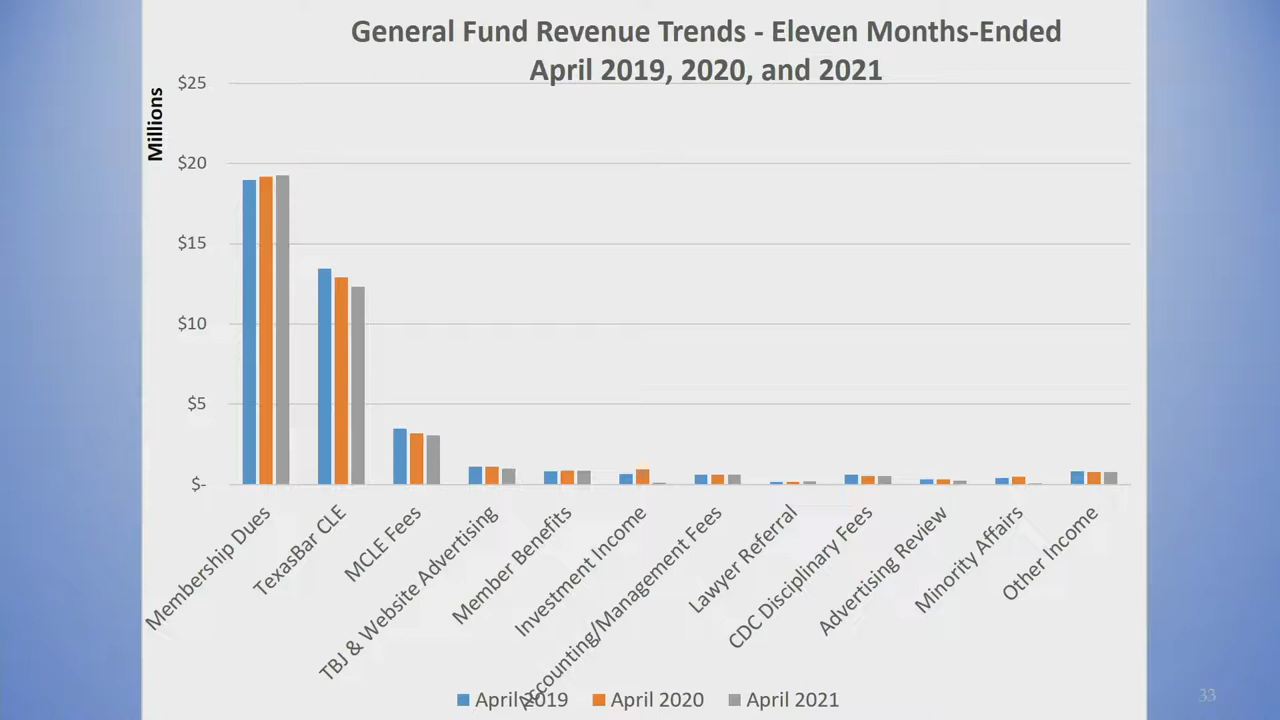 General Fund Revenue Trends - Eleven Months-Ended
April 2019, 2020, and 2021
Millions
$25
$20
$15
$10
$5
$-
Membership Dues
TexasBar CLE
MCLE Fees
TBJ & Website Advertising
Member Benefits
Investment Income
Accounting/Management Fees
Lawyer Referral
CDC Disciplinary Fees
Advertising Review
Minority Affairs
Other Income
April 2019
April 2020
April 2021
33